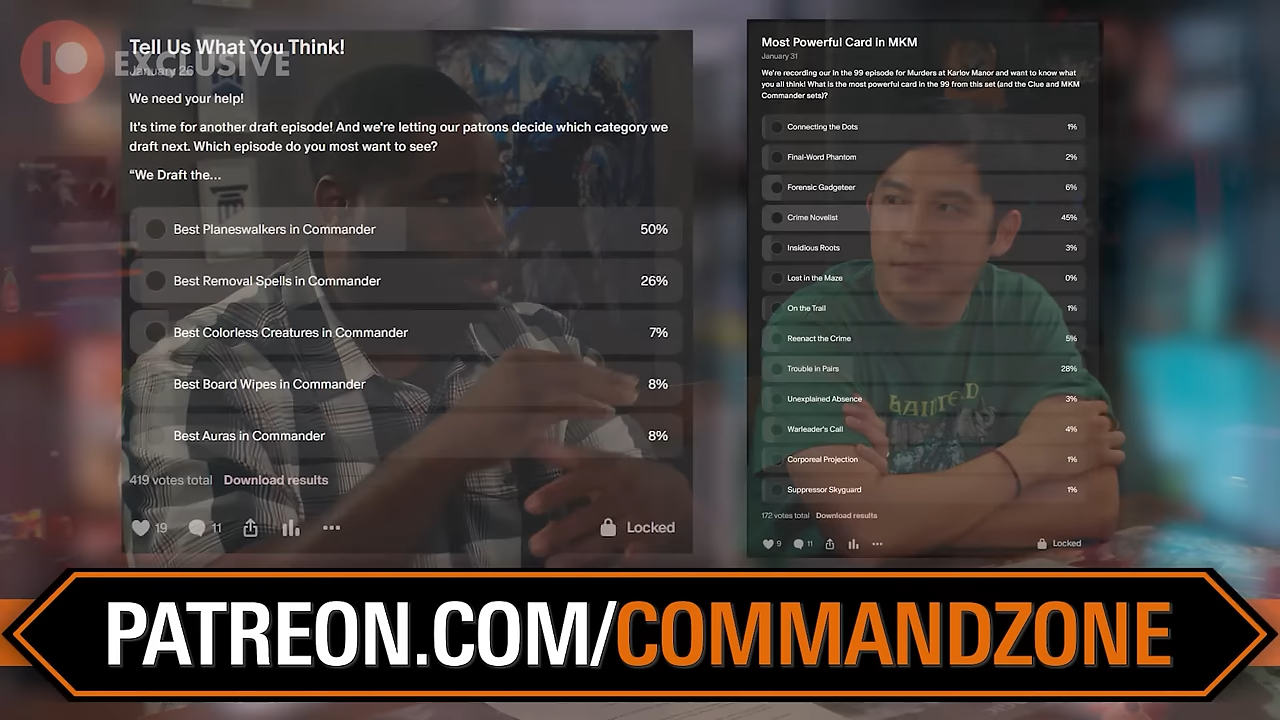 EXCLUSIVE
Tell Us What You Think!
January 26
We need your help!
It's time for another draft episode! And we're letting our patrons decide which category we
draft next. Which episode do you most want to see?
“We Draft the...
Best Planeswalkers in Commander 50%
Best Removal Spells in Commander 26%
Best Colorless Creatures in Commander 7%
Best Board Wipes in Commander 8%
Best Auras in Commander 8%
419 votes total Download results
19 11 Locked
Most Powerful Card in MKM
January 31
We're recording our In the 99 episode for Murders at Karlov Manor and want to know what
you all think! What is the most powerful card in the 99 from this set (and the Clue and MKM
Commander sets)?
Connecting the Dots 1%
Final-Word Phantom 2%
Forensic Gadgeteer 6%
Crime Novelist 45%
Insidious Roots 3%
Lost in the Maze 0%
On the Trail 1%
Reenact the Crime 5%
Trouble in Pairs 28%
Unexplained Absence 3%
Warleader's Call 4%
Corporeal Projection 1%
Suppressor Skyguard 1%
172 votes total Download results
9 11 Locked
HAUNTED
PATREON.COM/COMMANDZONE